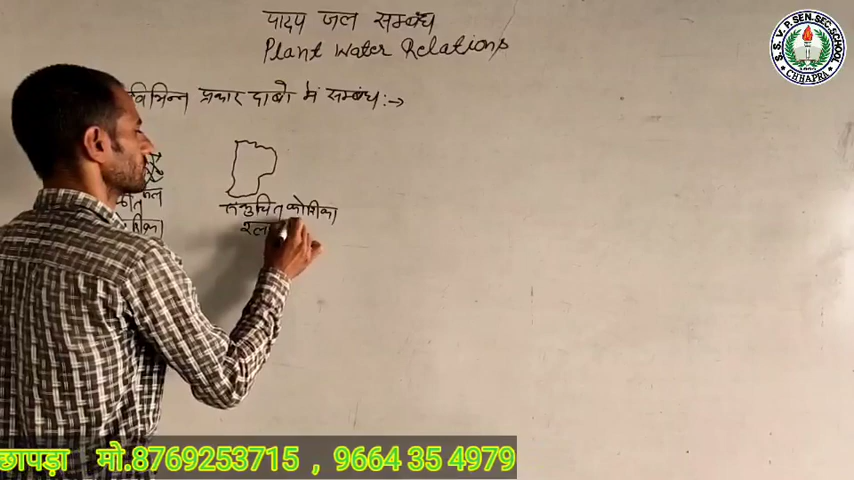 पादप जल सम्बंध
Plant Water Relations
विभिन्न प्रकार दाबो में सम्बंध :->
संकुचित कोशिका
S.S.V.P.SEN.SEC.SCHOOL
CHHAPRA
छापड़ा मो.8769253715 , 9664 35 4979